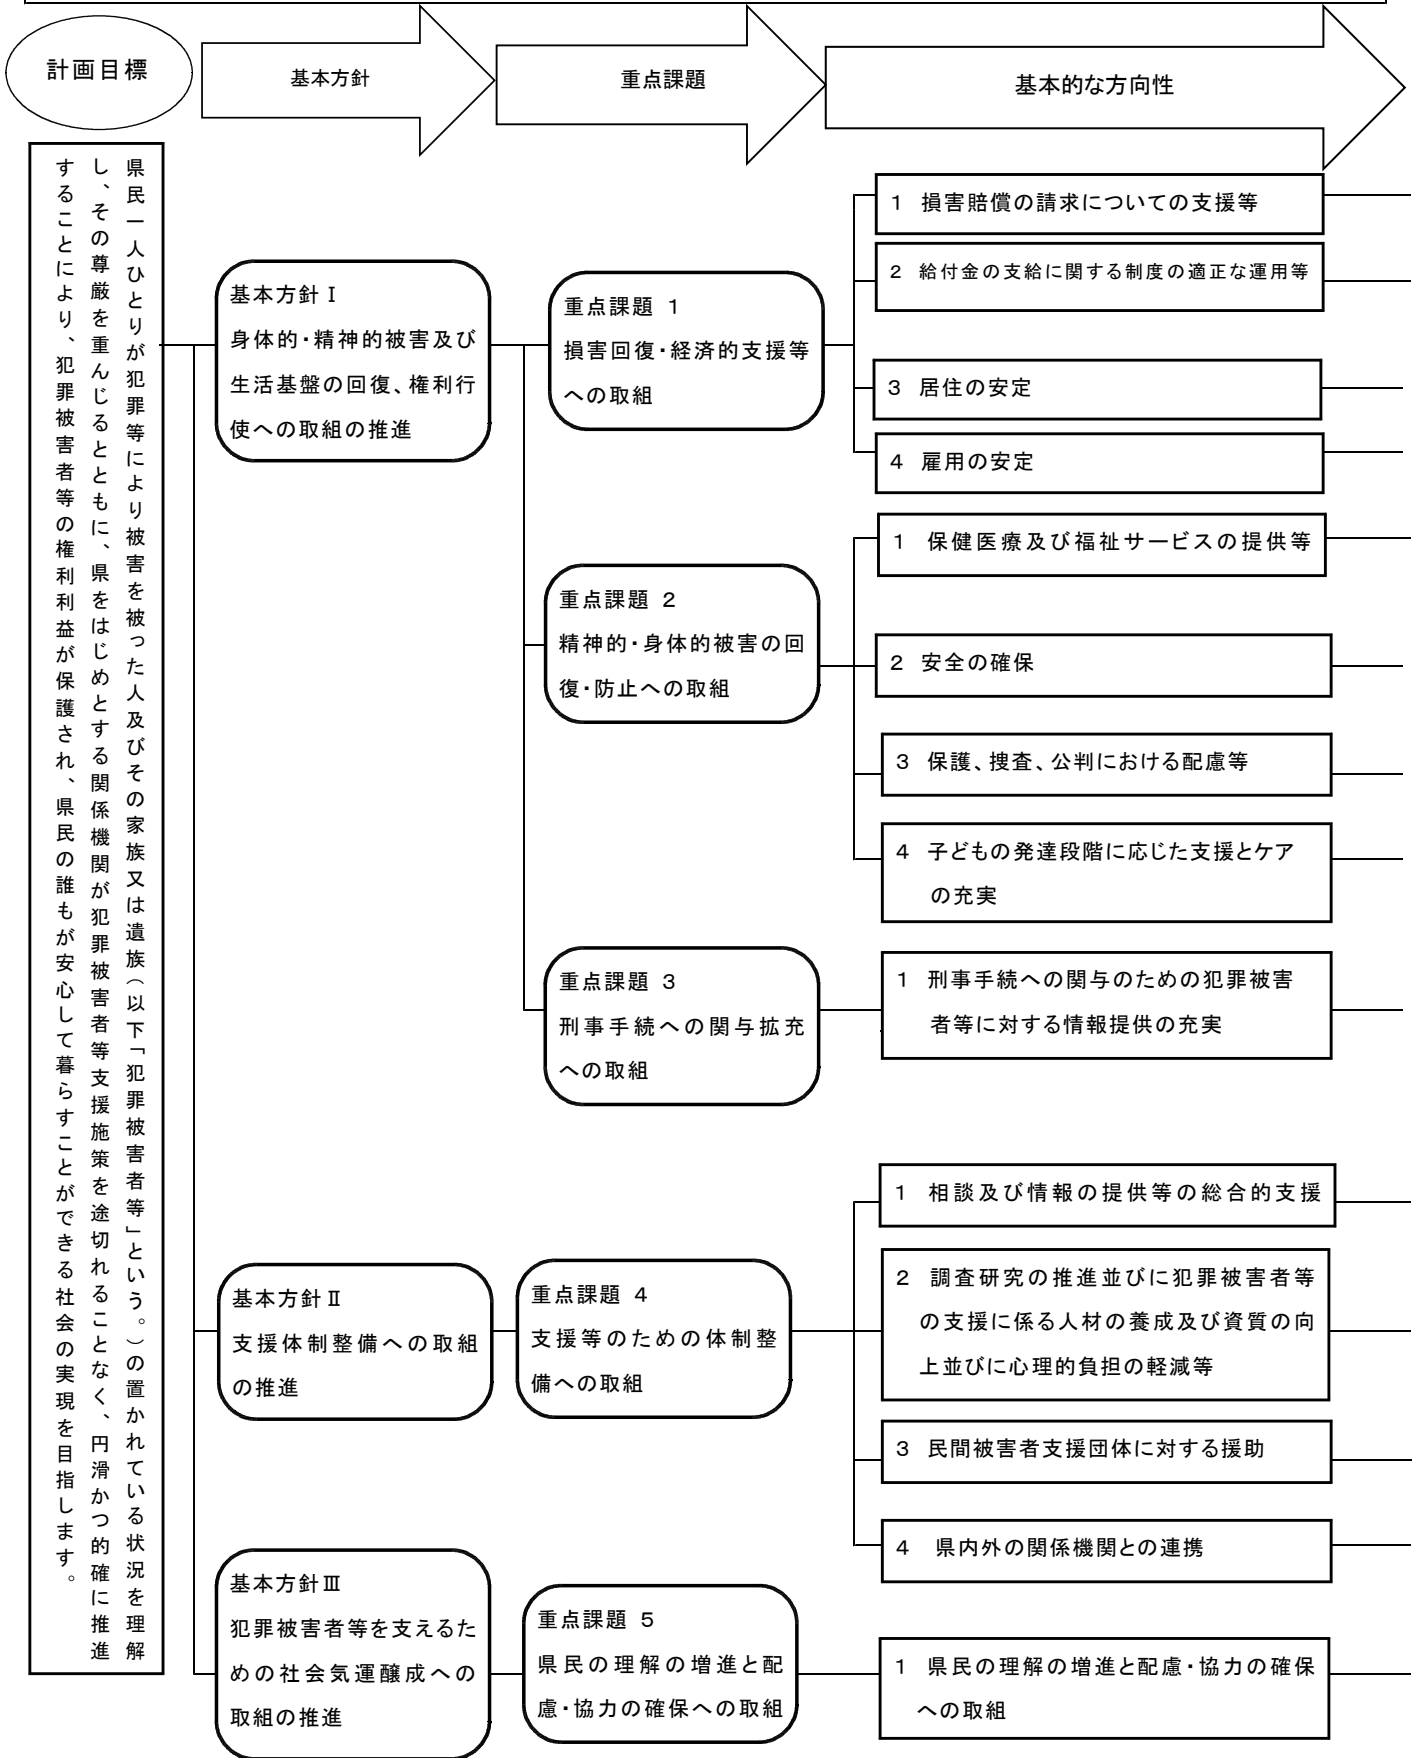 計画目標
基本方針
重点課題
基本的な方向性
県民一人ひとりが犯罪等により被害を被った人及びその家族又は遺族（以下「犯罪被害者等」という。）の置かれている状況を理解
し、その尊厳を重んじるとともに、県をはじめとする関係機関が犯罪被害者等支援施策を途切れることなく、円滑かつ的確に推進
することにより、犯罪被害者等の権利利益が保護され、県民の誰もが安心して暮らすことができる社会の実現を目指します。
基本方針Ⅰ
身体的・精神的被害及び
生活基盤の回復、権利行
使への取組の推進
重点課題 1
損害回復・経済的支援等
への取組
1 損害賠償の請求についての支援等
2 給付金の支給に関する制度の適正な運用等
3 居住の安定
4 雇用の安定
重点課題 2
精神的・身体的被害の回
復・防止への取組
1 保健医療及び福祉サービスの提供等
2 安全の確保
3 保護、捜査、公判における配慮等
4 子どもの発達段階に応じた支援とケア
の充実
重点課題 3
刑事手続への関与拡充
への取組
1 刑事手続への関与のための犯罪被害
者等に対する情報提供の充実
基本方針Ⅱ
支援体制整備への取組
の推進
重点課題 4
支援等のための体制整
備への取組
1 相談及び情報の提供等の総合的支援
2 調査研究の推進並びに犯罪被害者等
の支援に係る人材の養成及び資質の向
上並びに心理的負担の軽減等
3 民間被害者支援団体に対する援助
4 県内外の関係機関との連携
基本方針Ⅲ
犯罪被害者等を支えるた
めの社会気運醸成への
取組の推進
重点課題 5
県民の理解の増進と配
慮・協力の確保への取組
1 県民の理解の増進と配慮・協力の確保
への取組